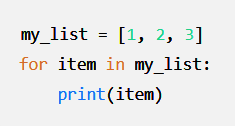 my_list = [1, 2, 3]
for item in my_list:
    print(item)